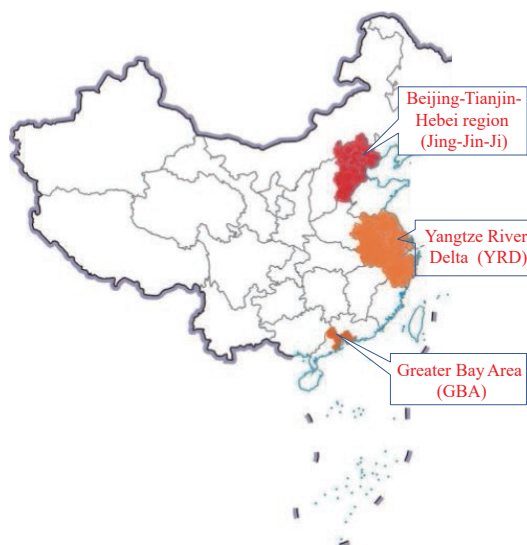 Beijing-Tianjin-
Hebei region
(Jing-Jin-Ji)
Yangtze River
Delta (YRD)
Greater Bay Area
(GBA)